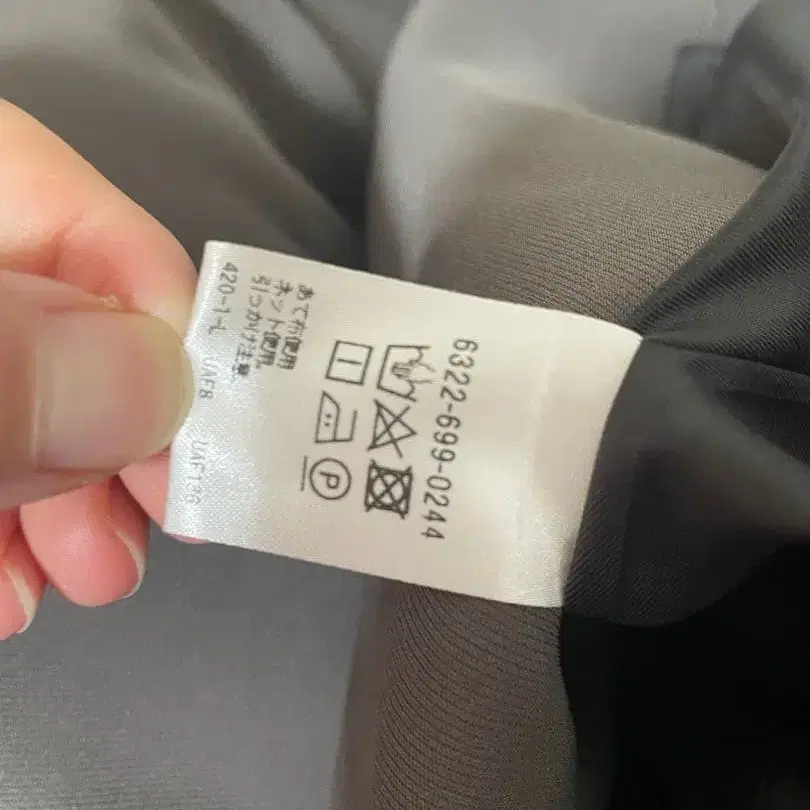 6322-699-0244
P
あて布使用
ネット使用。
引っかけ注意。
420-1-L UAF8